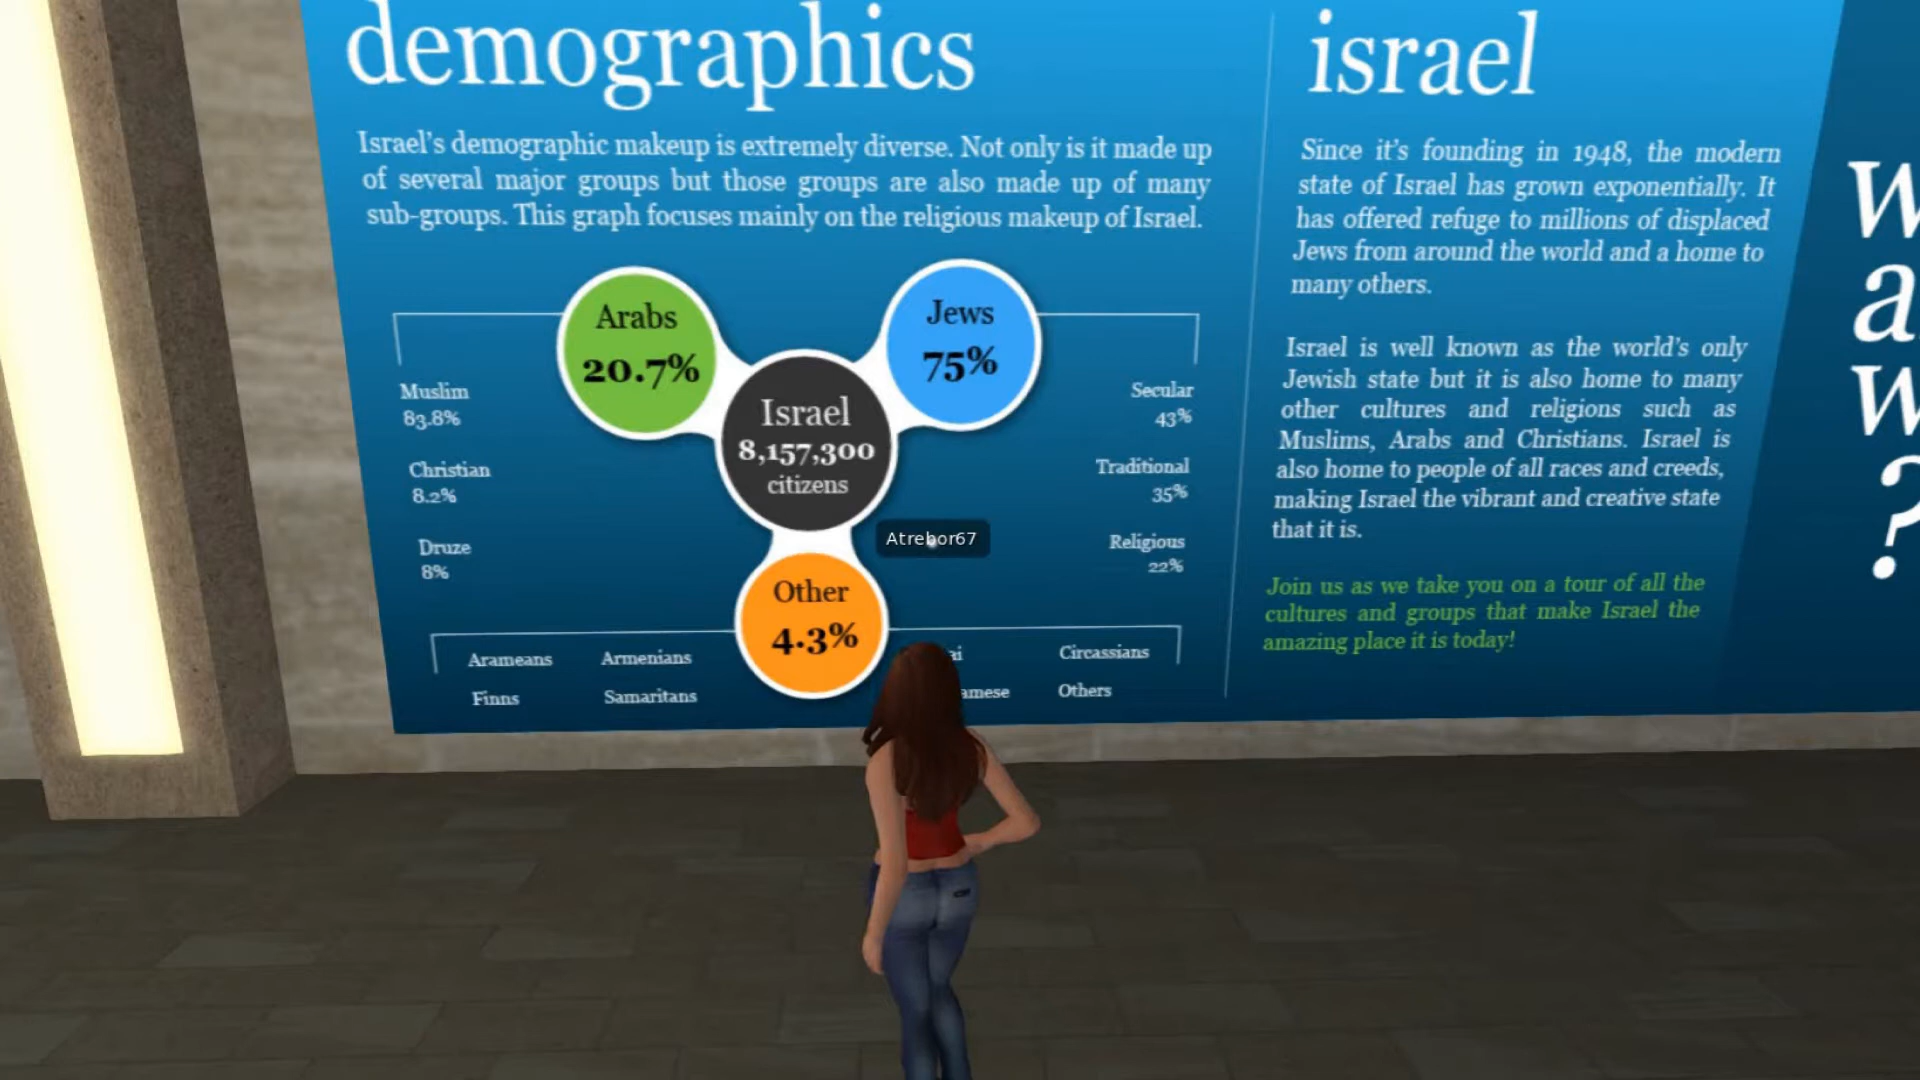 demographics
Israel's demographic makeup is extremely diverse. Not only is it made up
of several major groups but those groups are also made up of many
sub-groups. This graph focuses mainly on the religious makeup of Israel.
Arabs
20.7%
Jews
75%
Israel
8,157,300
citizens
Muslim
83.8%
Christian
8.2%
Druze
8%
Secular
43%
Traditional
35%
Religious
22%
Atrebor67
Other
4.3%
Arameans
Armenians
Circassians
Finns
Samaritans
Others
israel
Since it's founding in 1948, the modern
state of Israel has grown exponentially. It
has offered refuge to millions of displaced
Jews from around the world and a home to
many others.
Israel is well known as the world's only
Jewish state but it is also home to many
other cultures and religions such as
Muslims, Arabs and Christians. Israel is
also home to people of all races and creeds,
making Israel the vibrant and creative state
that it is.
Join us as we take you on a tour of all the
cultures and groups that make Israel the
amazing place it is today!
?